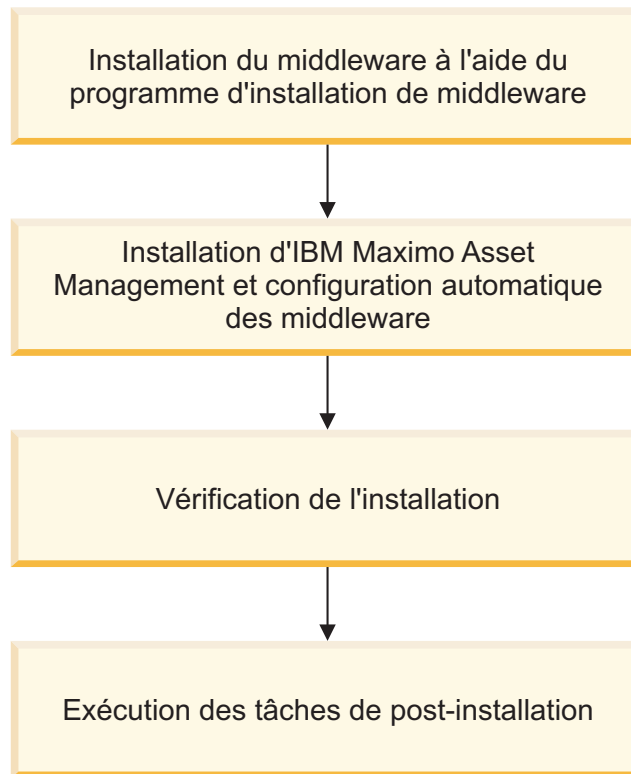 Installation du middleware à l'aide du
programme d'installation de middleware
Installation d'IBM Maximo Asset
Management et configuration automatique
des middleware
Vérification de l'installation
Exécution des tâches de post-installation